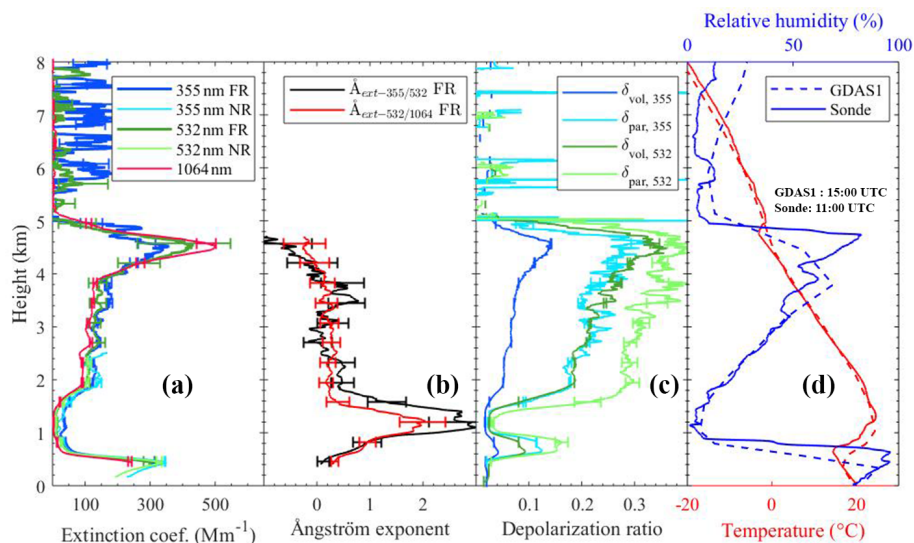 Relative humidity (%)
0 50 100
8
7
6
5
4
3
2
1
0
Height (km)
355 nm FR
355 nm NR
532 nm FR
532 nm NR
1064 nm
(a)
100 300 500
Extinction coef. (Mm⁻¹)
Å_ext−355/532 FR
Å_ext−532/1064 FR
(b)
0 1 2
Ångström exponent
δ_vol, 355
δ_par, 355
δ_vol, 532
δ_par, 532
(c)
0.1 0.2 0.3
Depolarization ratio
GDAS1
Sonde
GDAS1 : 15:00 UTC
Sonde: 11:00 UTC
(d)
-20 0 20
Temperature (°C)